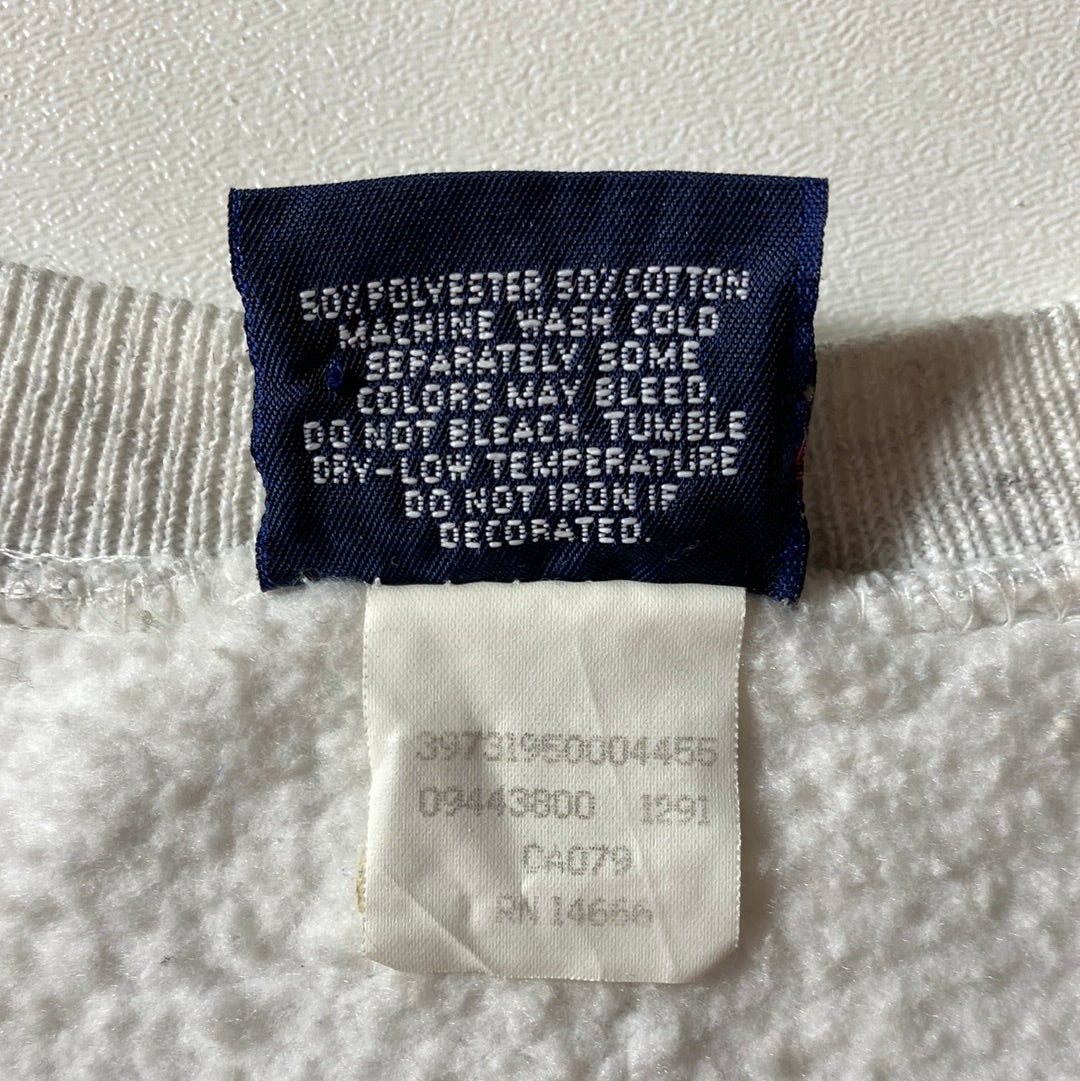 50% POLYESTER 50% COTTON
MACHINE WASH COLD
SEPARATELY. SOME
COLORS MAY BLEED.
DO NOT BLEACH. TUMBLE
DRY-LOW TEMPERATURE
DO NOT IRON IF
DECORATED.
39731950004455
09443800 1291
CA079
RN 14666